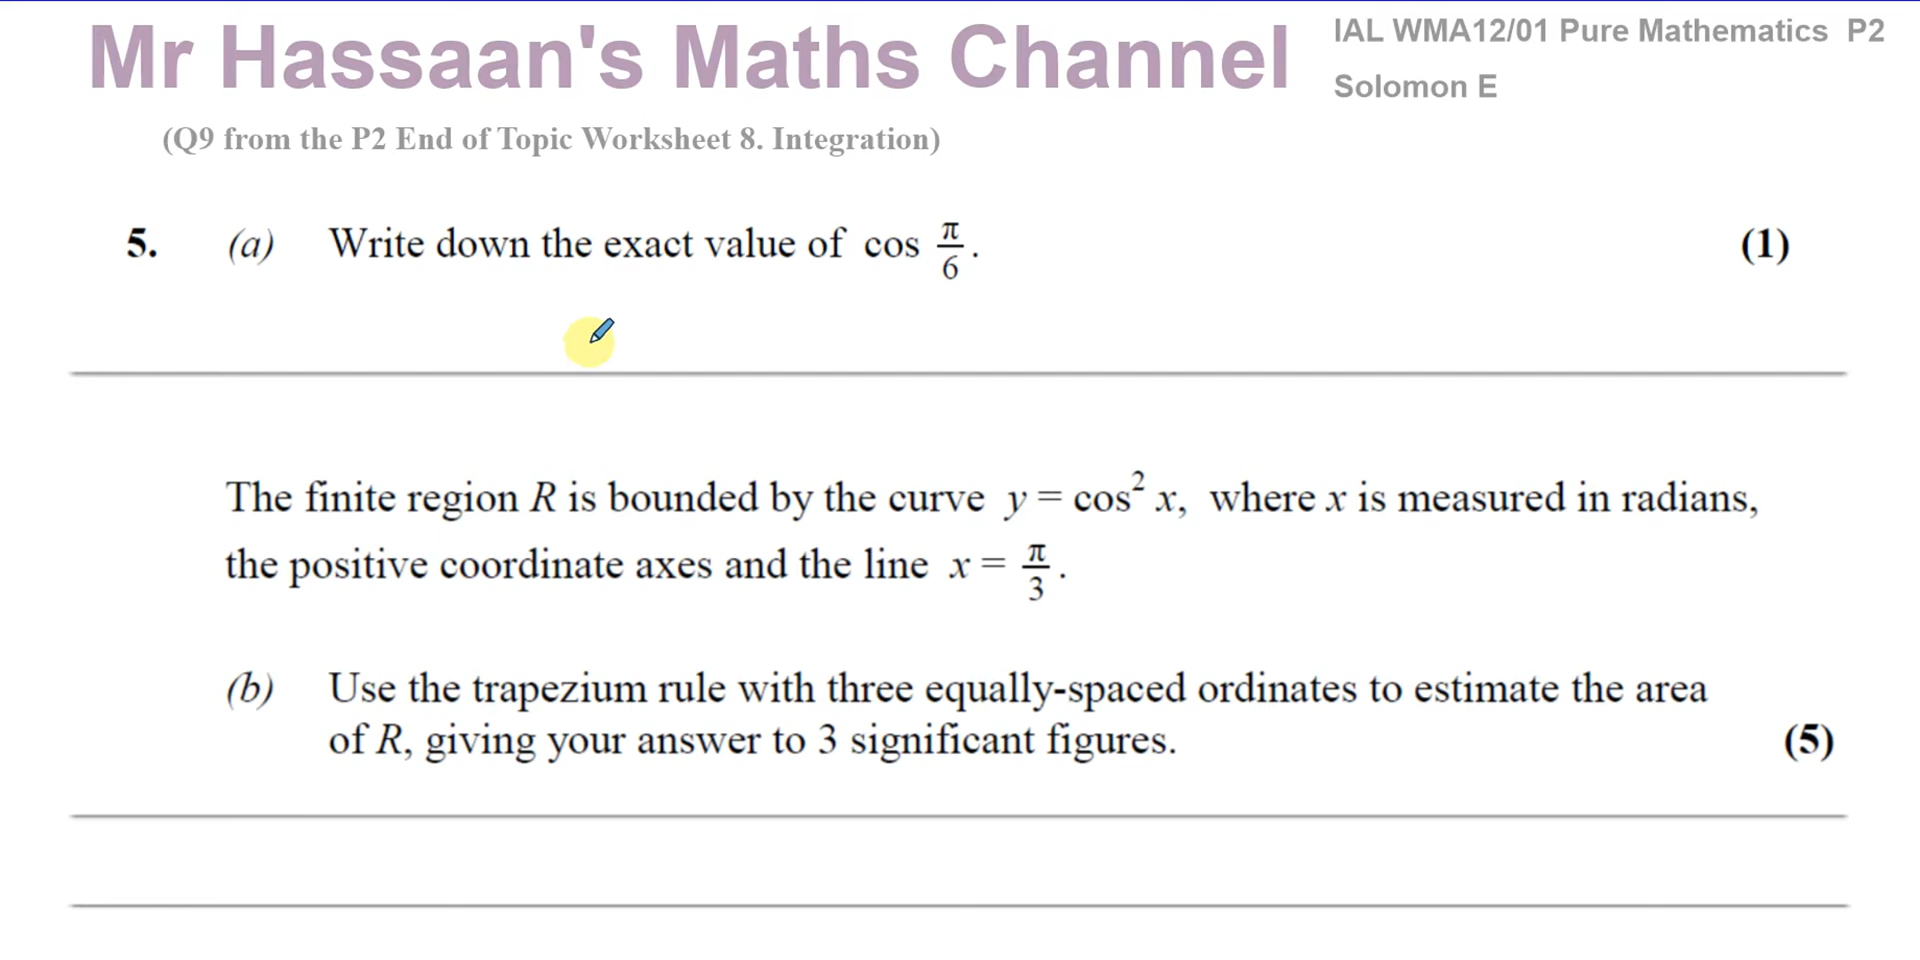 Mr Hassaan's Maths Channel
IAL WMA12/01 Pure Mathematics P2
Solomon E
(Q9 from the P2 End of Topic Worksheet 8. Integration)
5. (a) Write down the exact value of cos π/6. (1)
The finite region R is bounded by the curve y = cos² x, where x is measured in radians,
the positive coordinate axes and the line x = π/3.
(b) Use the trapezium rule with three equally-spaced ordinates to estimate the area
of R, giving your answer to 3 significant figures. (5)